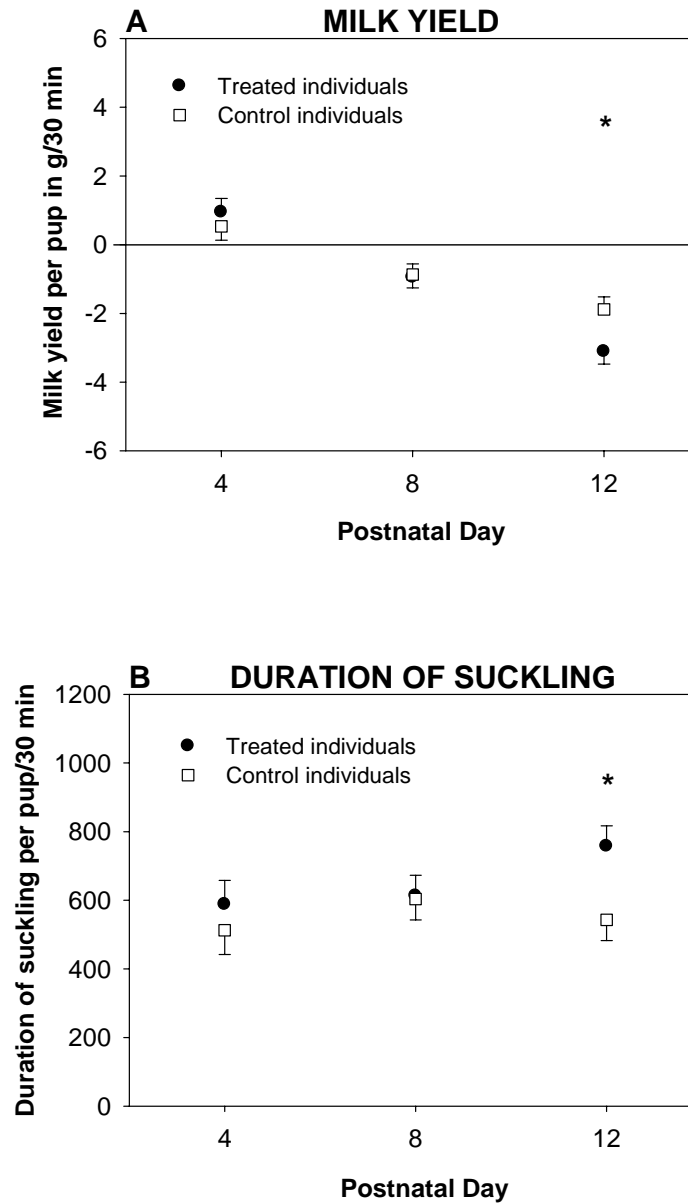 A MILK YIELD
6
4
2
0
-2
-4
-6
Milk yield per pup in g/30 min
Treated individuals
Control individuals
*
4 8 12
Postnatal Day
B DURATION OF SUCKLING
1200
1000
800
600
400
200
0
Duration of suckling per pup/30 min
Treated individuals
Control individuals
*
4 8 12
Postnatal Day